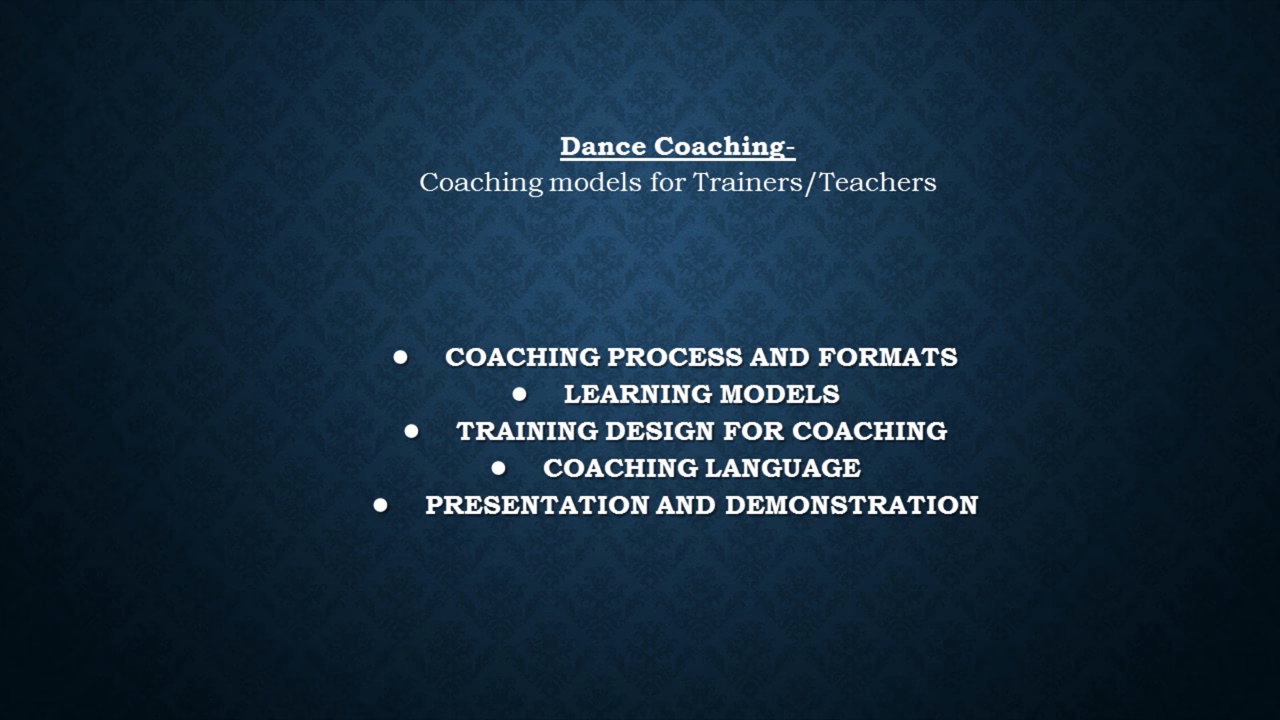 Dance Coaching-
Coaching models for Trainers/Teachers
● COACHING PROCESS AND FORMATS
● LEARNING MODELS
● TRAINING DESIGN FOR COACHING
● COACHING LANGUAGE
● PRESENTATION AND DEMONSTRATION